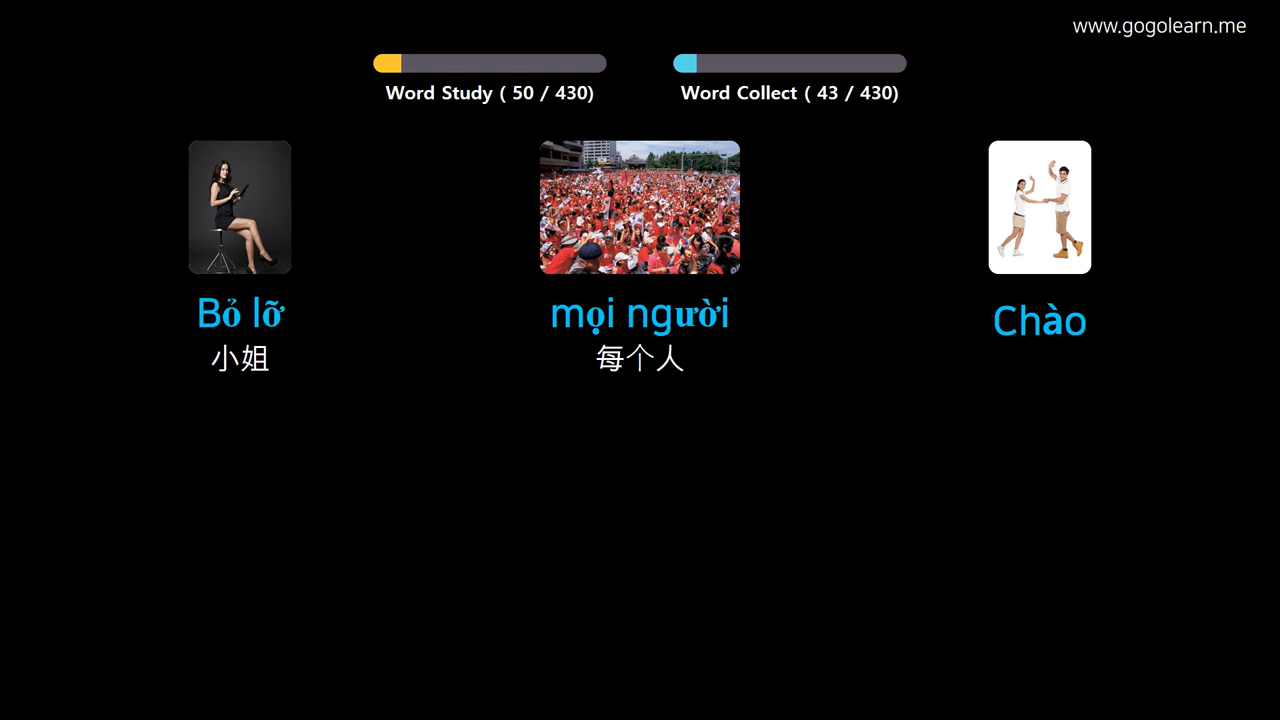 www.gogolearn.me
Word Study ( 50 / 430)
Word Collect ( 43 / 430)
Bỏ lỡ
小姐
mọi người
每个人
Chào